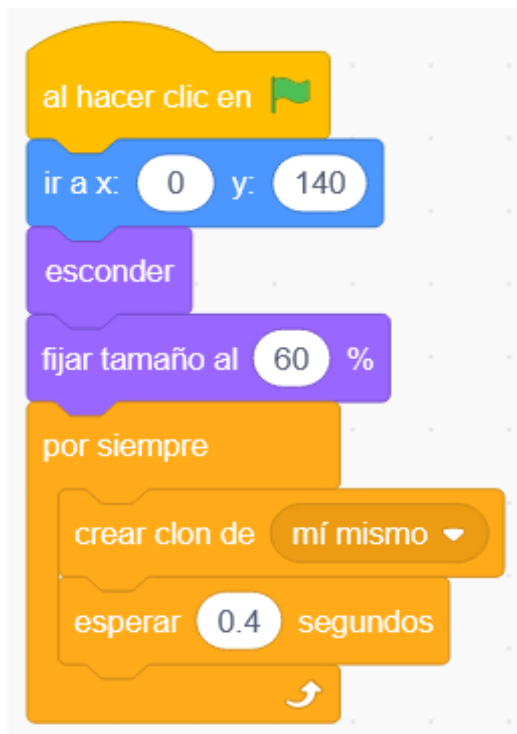 al hacer clic en
ir a x: 0 y: 140
esconder
fijar tamaño al 60 %
por siempre
crear clon de mí mismo
esperar 0.4 segundos